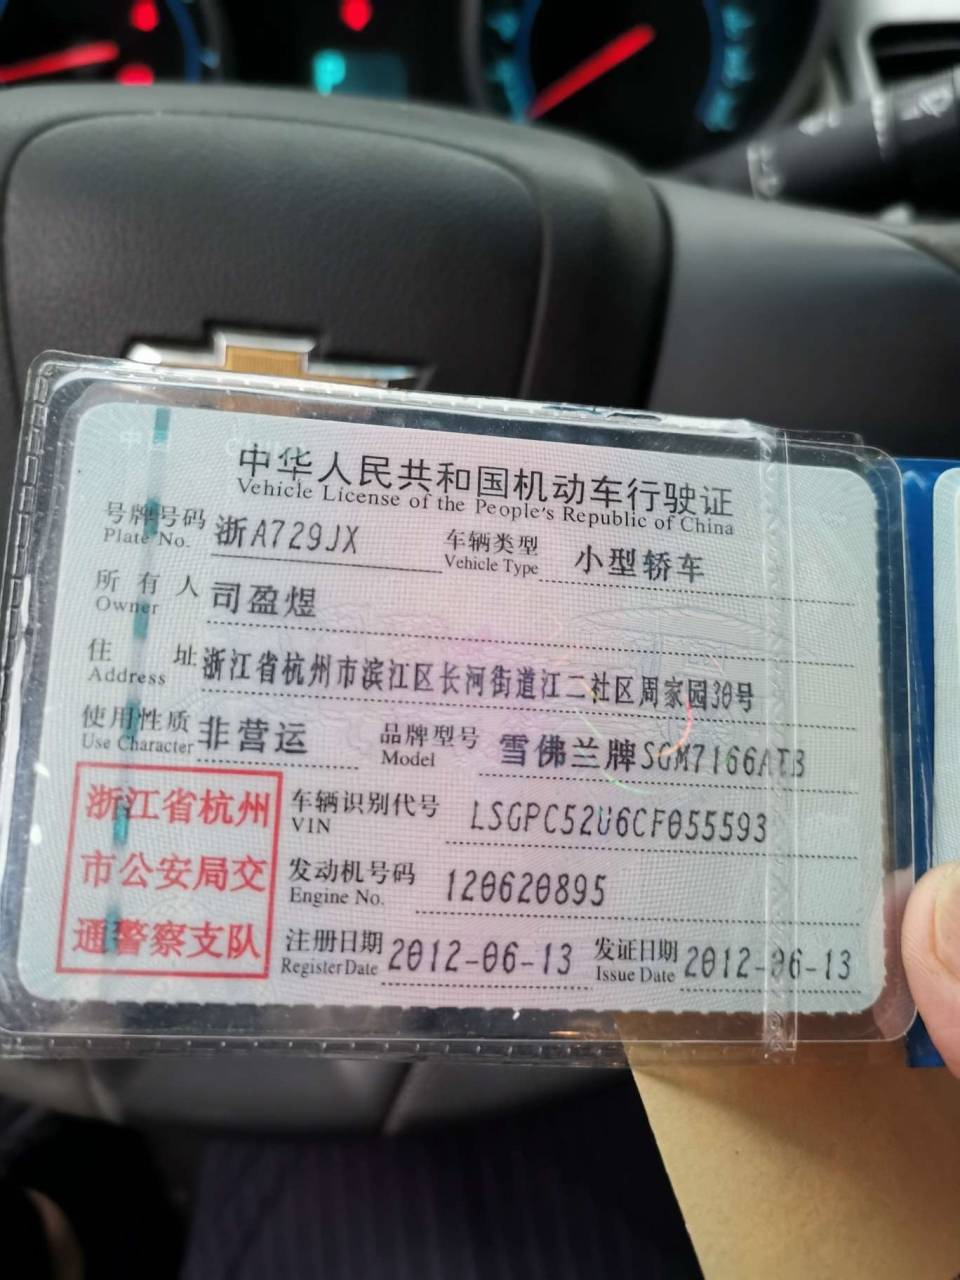 中华人民共和国机动车行驶证
Vehicle License of the People's Republic of China
号牌号码 浙A729JX 车辆类型 小型轿车
Plate No. Vehicle Type
所有人 司盈煜
Owner
住址 浙江省杭州市滨江区长河街道江二社区周家园30号
Address
使用性质 非营运 品牌型号 雪佛兰牌SGM7166ATB
Use Character Model
浙江省杭州
市公安局交
通警察支队
车辆识别代号 LSGPC52U6CF055593
VIN
发动机号码 120620895
Engine No.
注册日期 2012-06-13 发证日期 2012-06-13
Register Date Issue Date